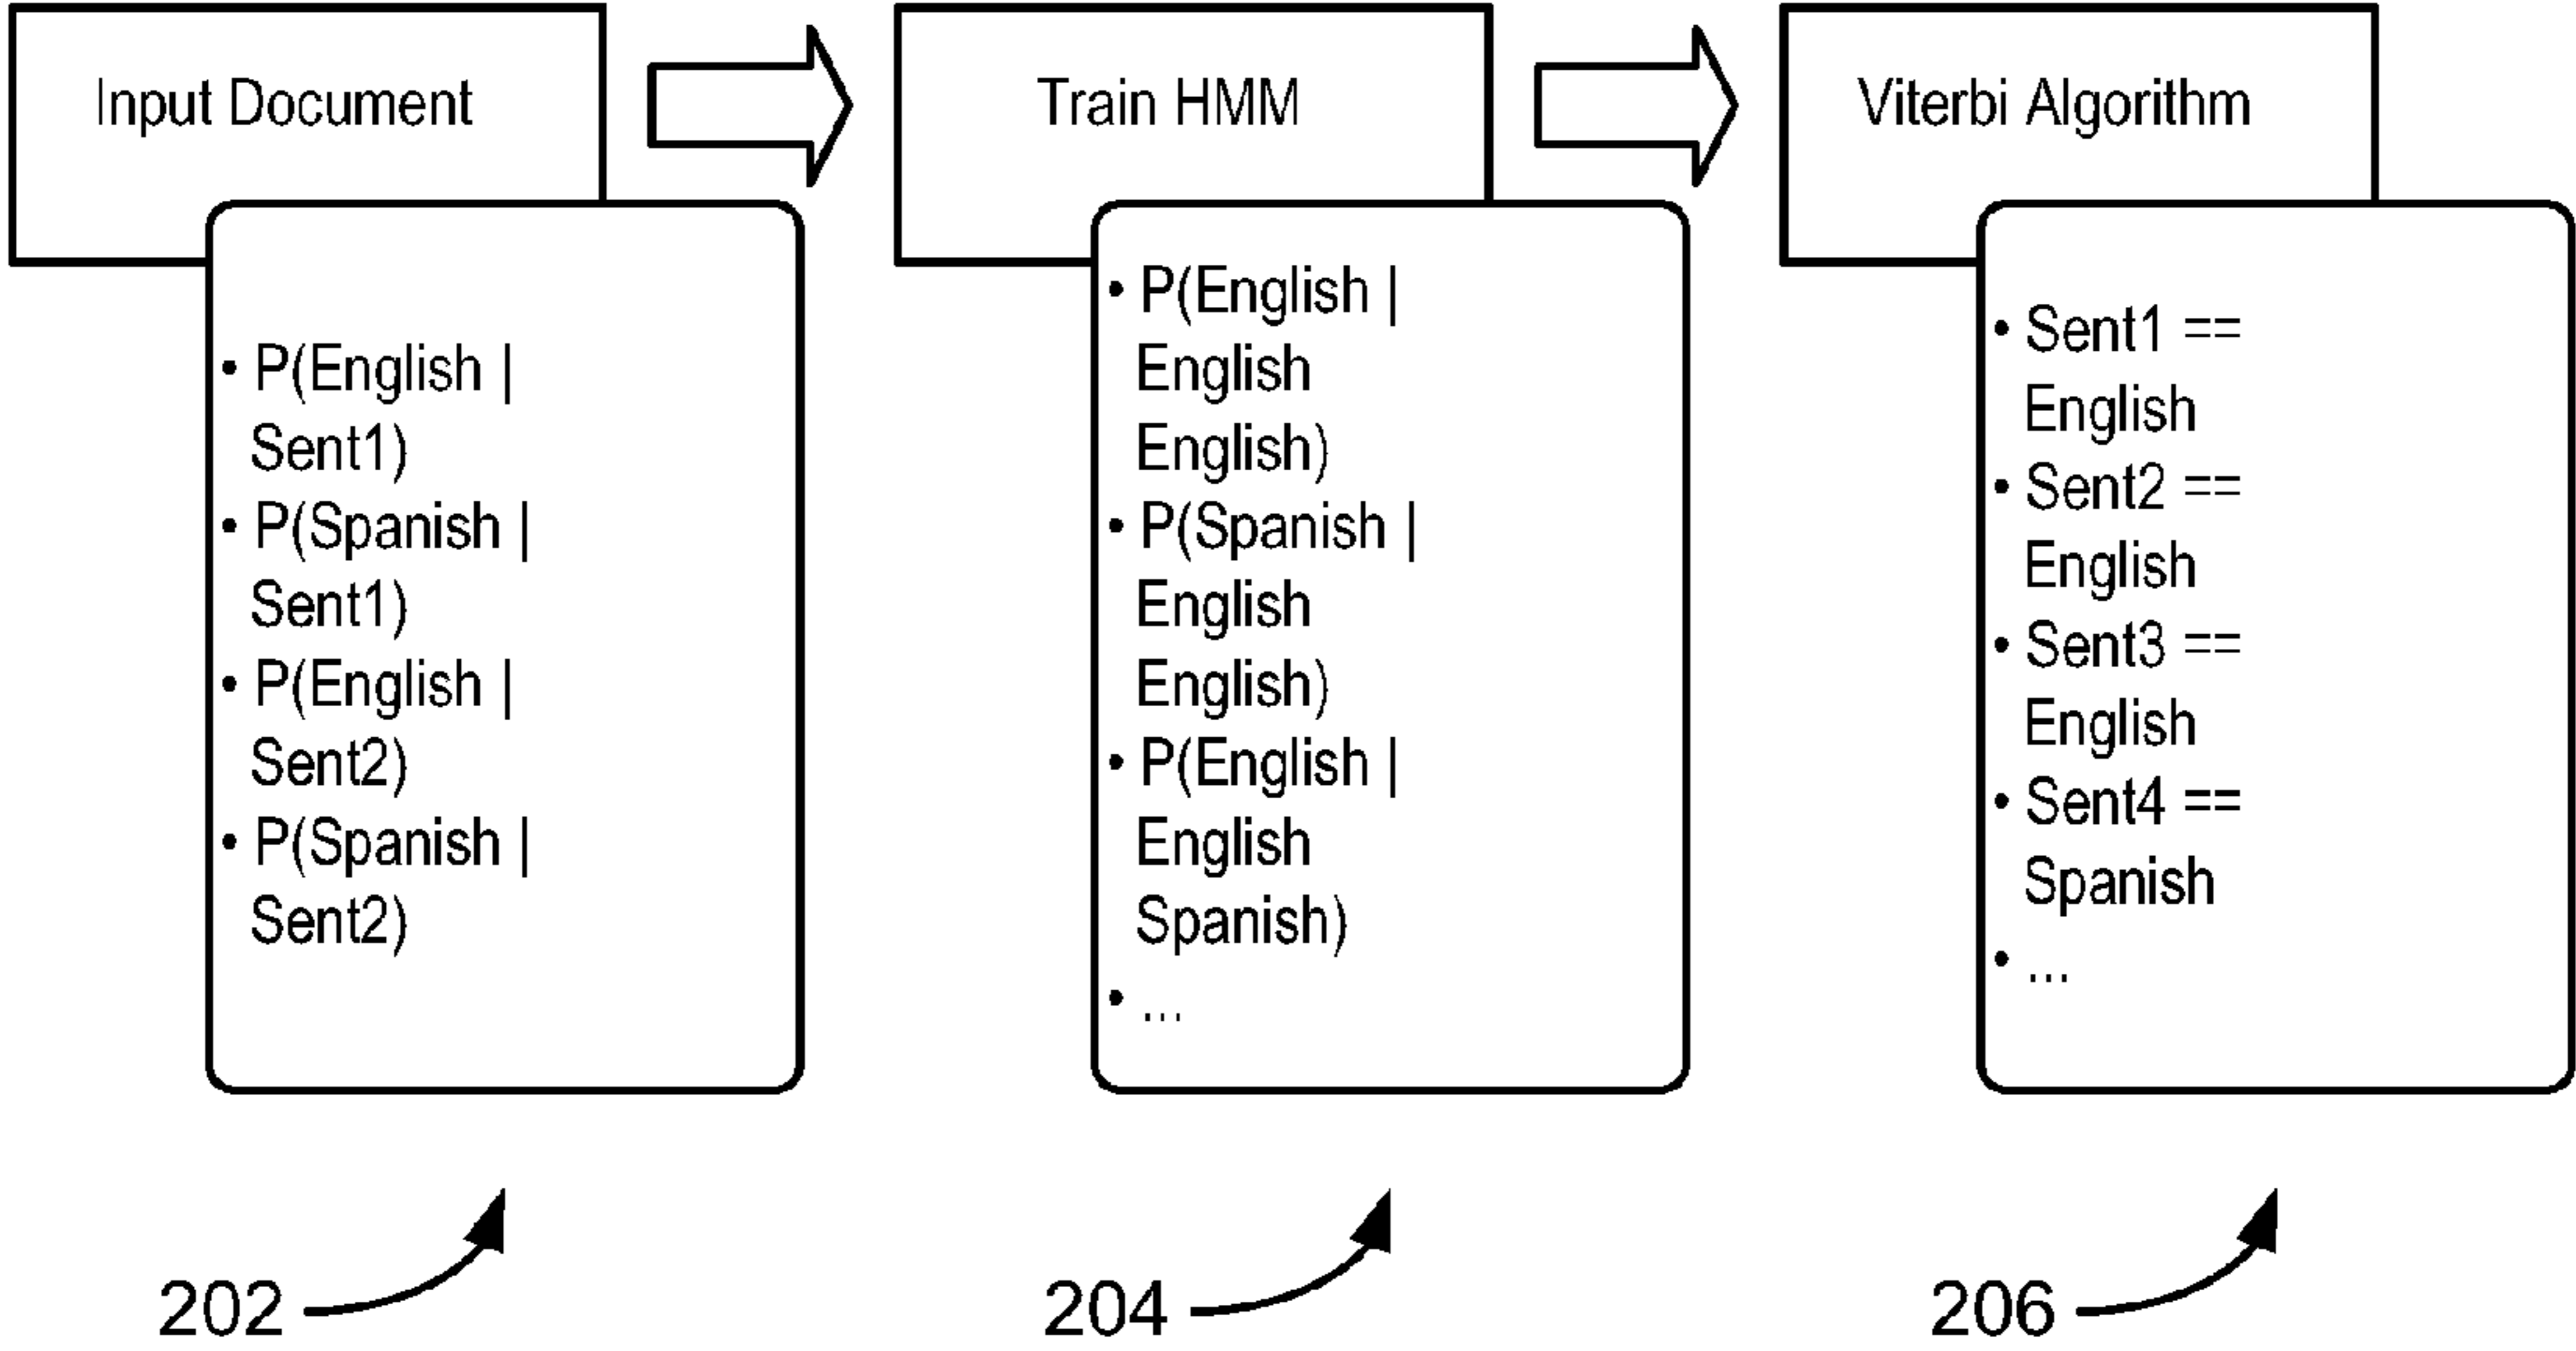 Input Document
• P(English |
Sent1)
• P(Spanish |
Sent1)
• P(English |
Sent2)
• P(Spanish |
Sent2)
202
Train HMM
• P(English |
English
English)
• P(Spanish |
English
English)
• P(English |
English
Spanish)
• ...
204
Viterbi Algorithm
• Sent1 ==
English
• Sent2 ==
English
• Sent3 ==
English
• Sent4 ==
Spanish
• ...
206